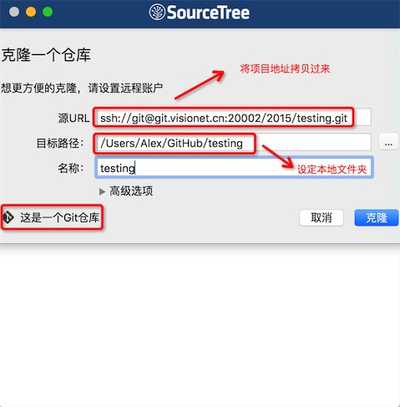 SourceTree
克隆一个仓库
将项目地址拷贝过来
想更方便的克隆，请设置远程账户
源URL ssh://git@git.visionet.cn:20002/2015/testing.git
目标路径： /Users/Alex/GitHub/testing ...
名称： testing 设定本地文件夹
高级选项
这是一个Git仓库 取消 克隆